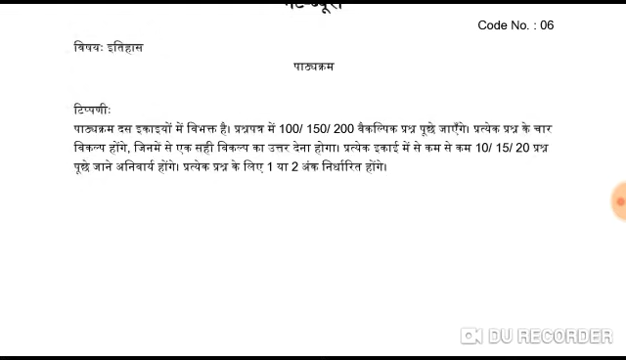 Code No. : 06
विषय: इतिहास
पाठ्यक्रम
टिप्पणी:
पाठ्यक्रम दस इकाइयों में विभक्त है। प्रश्नपत्र में 100/ 150/ 200 वैकल्पिक प्रश्न पूछे जाएँगे। प्रत्येक प्रश्न के चार
विकल्प होंगे, जिनमें से एक सही विकल्प का उत्तर देना होगा। प्रत्येक इकाई में से कम से कम 10/ 15/ 20 प्रश्न
पूछे जाने अनिवार्य होंगे। प्रत्येक प्रश्न के लिए 1 या 2 अंक निर्धारित होंगे।
DU RECORDER